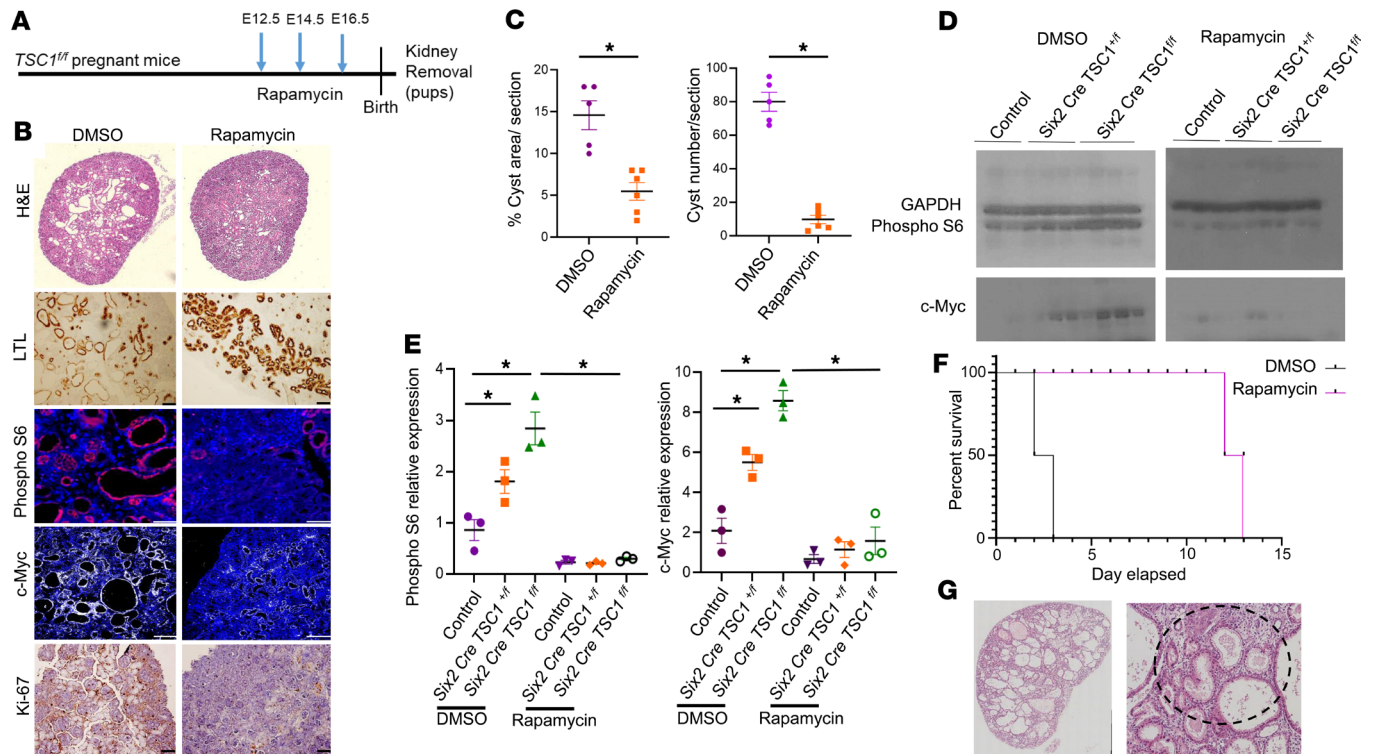 A
E12.5 E14.5 E16.5
TSC1f/f pregnant mice
Rapamycin
Birth
Kidney
Removal
(pups)
B
DMSO Rapamycin
H&E
LTL
Phospho S6
c-Myc
Ki-67
C
*
% Cyst area/ section
20
15
10
5
0
DMSO
Rapamycin
*
Cyst number/section
100
80
60
40
20
0
DMSO
Rapamycin
D
DMSO Rapamycin
Control
Six2 Cre TSC1+/f
Six2 Cre TSC1f/f
Control
Six2 Cre TSC1+/f
Six2 Cre TSC1f/f
GAPDH
Phospho S6
c-Myc
E
* * *
Phospho S6 relative expression
4
3
2
1
0
Control
Six2 Cre TSC1 +/f
Six2 Cre TSC1 f/f
Control
Six2 Cre TSC1 +/f
Six2 Cre TSC1 f/f
DMSO Rapamycin
* * *
c-Myc relative expression
10
8
6
4
2
0
Control
Six2 Cre TSC1 +/f
Six2 Cre TSC1 f/f
Control
Six2 Cre TSC1 +/f
Six2 Cre TSC1 f/f
DMSO Rapamycin
F
DMSO
Rapamycin
Percent survival
100
50
0
0 5 10 15
Day elapsed
G